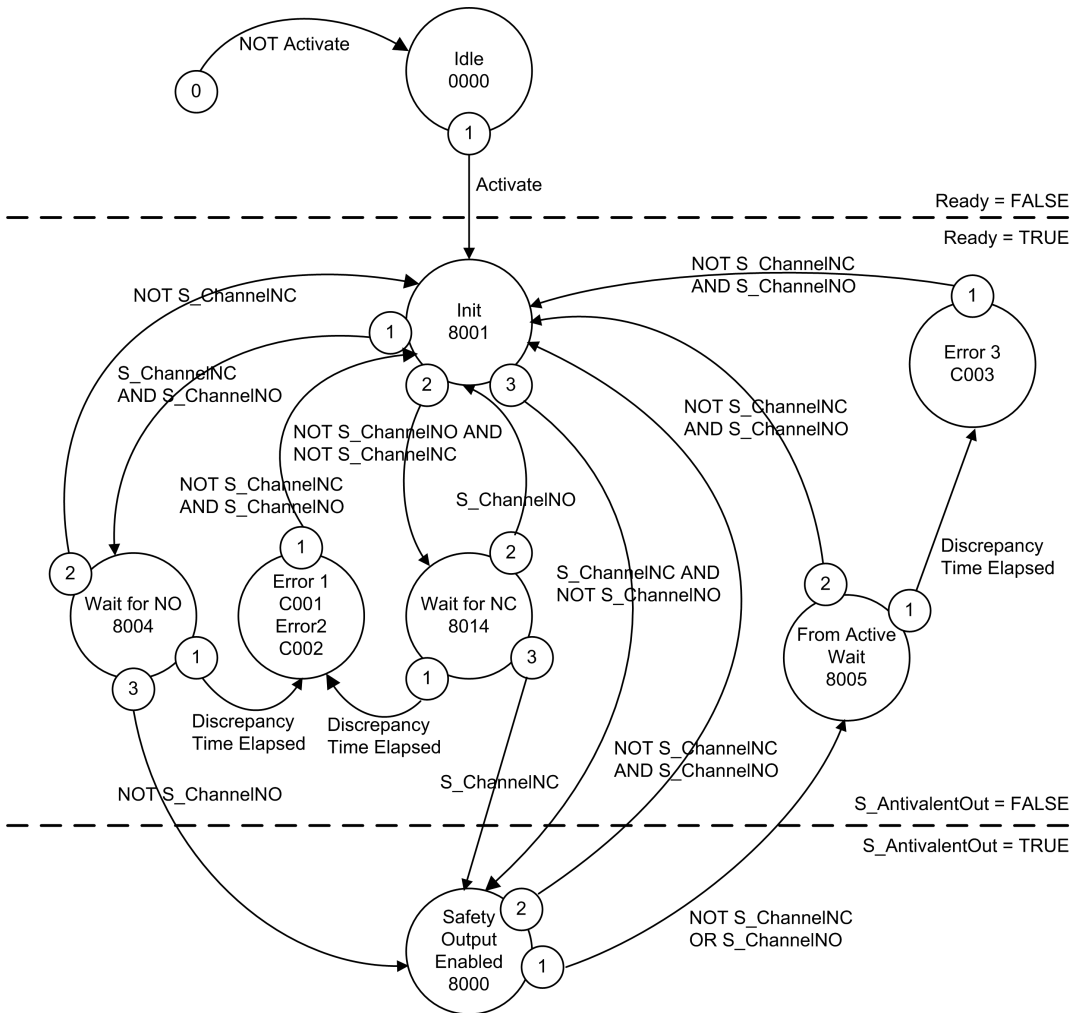 NOT Activate
Idle
0000
0
1
Activate
Ready = FALSE
Ready = TRUE
NOT S_ChannelNC
AND S_ChannelNO
1
NOT S_ChannelNC
Init
8001
1
Error 3
C003
S_ChannelNC
AND S_ChannelNO
2
3
NOT S_ChannelNC
AND S_ChannelNO
NOT S_ChannelNO AND
NOT S_ChannelNC
NOT S_ChannelNC
AND S_ChannelNO
S_ChannelNO
1
2
Discrepancy
Time Elapsed
2
Wait for NO
8004
Error 1
C001
Error2
C002
Wait for NC
8014
S_ChannelNC AND
NOT S_ChannelNO
2
1
From Active
Wait
8005
1
3
1
3
Discrepancy
Time Elapsed
Discrepancy
Time Elapsed
NOT S_ChannelNC
AND S_ChannelNO
S_ChannelNC
NOT S_ChannelNO
S_AntivalentOut = FALSE
S_AntivalentOut = TRUE
Safety
Output
Enabled
8000
2
1
NOT S_ChannelNC
OR S_ChannelNO